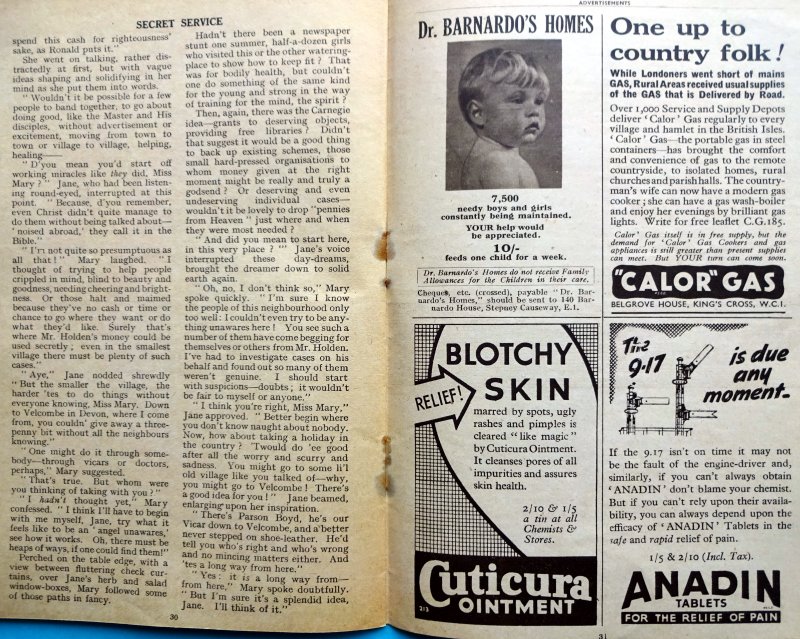 SECRET SERVICE
spend this cash for righteousness'
sake, as Ronald puts it."
She went on talking, rather dis-
tractedly at first, but with vague
ideas shaping and solidifying in her
mind as she put them into words.
"Wouldn't it be possible for a few
people to band together, to go about
doing good, like the Master and His
disciples, without advertisement or
excitement, moving from town to
town or village to village, helping,
healing——
"D'you mean you'd start off
working miracles like they did, Miss
Mary?" Jane, who had been listen-
ing round-eyed, interrupted at this
point. "Because, d'you remember,
even Christ didn't quite manage to
do them without being talked about—
'noised abroad,' they call it in the
Bible."
"I'm not quite so presumptuous as
all that!" Mary laughed. "I
thought of trying to help people
crippled in mind, blind to beauty and
goodness, needing cheering and bright-
ness. Or those halt and maimed
because they've no cash or time or
chance to go where they want or do
what they'd like. Surely that's
where Mr. Holden's money could be
used secretly; even in the smallest
village there must be plenty of such
cases."
"Aye," Jane nodded shrewdly
"But the smaller the village, the
harder 'tes to do things without
everyone knowing, Miss Mary. Down
to Velcombe in Devon, where I come
from, you couldn' give away a three-
penny bit without all the neighbours
knowing."
"One might do it through some-
body—through vicars or doctors,
perhaps," Mary suggested.
"That's true. But whom were
you thinking of taking with you?"
"I hadn't thought yet," Mary
confessed. "I think I'll have to begin
with me myself, Jane, try what it
feels like to be an 'angel unawares,'
see how it works. Oh, there must be
heaps of ways, if one could find them!"
Perched on the table edge, with a
view between fluttering check cur-
tains, over Jane's herb and salad
window-boxes, Mary followed some
of those paths in fancy.
30
Hadn't there been a newspaper
stunt one summer, half-a-dozen girls
who visited this or the other watering-
place to show how to keep fit? That
was for bodily health, but couldn't
one do something of the same kind
for the young and strong in the way
of training for the mind, the spirit?
Then, again, there was the Carnegie
idea—grants to deserving objects,
providing free libraries? Didn't
that suggest it would be a good thing
to back up existing schemes, those
small hard-pressed organisations to
whom money given at the right
moment might be really and truly a
godsend? Or deserving and even
undeserving individual cases—
wouldn't it be lovely to drop "pennies
from Heaven" just where and when
they were most needed?
"And did you mean to start here,
in this very place?" Jane's voice
interrupted these day-dreams,
brought the dreamer down to solid
earth again.
"Oh, no, I don't think so," Mary
spoke quickly. "I'm sure I know
the people of this neighbourhood only
too well: I couldn't even try to be any-
thing unawares here! You see such a
number of them have come begging for
themselves or others from Mr. Holden.
I've had to investigate cases on his
behalf and found out so many of them
weren't genuine. I should start
with suspicions—doubts; it wouldn't
be fair to myself or anyone."
"I think you're right, Miss Mary,"
Jane approved. "Better begin where
you don't know naught about nobody.
Now, how about taking a holiday in
the country? 'Twould do 'ee good
after all the worry and scurry and
sadness. You might go to some li'l
old village like you talked of—why,
you might go to Velcombe! There's
a good idea for you!" Jane beamed,
enlarging upon her inspiration.
"There's Parson Boyd, he's our
Vicar down to Velcombe, and a better
never stepped on shoe-leather. He'd
tell you who's right and who's wrong
and no mincing matters either. And
'tes a long way from here."
"Yes: it is a long way from—
from here," Mary spoke doubtfully.
"But I'm sure it's a splendid idea,
Jane. I'll think of it."
ADVERTISEMENTS
Dr. BARNARDO'S HOMES
7,500
needy boys and girls
constantly being maintained.
YOUR help would
be appreciated.
10/-
feeds one child for a week.
Dr. Barnardo's Homes do not receive Family
Allowances for the Children in their care.
Cheques, etc. (crossed), payable "Dr. Bar-
nardo's Homes," should be sent to 140 Bar-
nardo House, Stepney Causeway, E.1.
One up to
country folk!
While Londoners went short of mains
GAS, Rural Areas received usual supplies
of the GAS that is Delivered by Road.
Over 1,000 Service and Supply Depots
deliver 'Calor' Gas regularly to every
village and hamlet in the British Isles.
'Calor' Gas—the portable gas in steel
containers—has brought the comfort
and convenience of gas to the remote
countryside, to isolated homes, rural
churches and parish halls. The country-
man's wife can now have a modern gas
cooker; she can have a gas wash-boiler
and enjoy her evenings by brilliant gas
lights. Write for free leaflet C.G.185.
Calor Gas itself is in free supply, but the
demand for 'Calor' Gas Cookers and gas
appliances is still greater than present supplies
can meet. But YOUR turn can come soon.
"CALOR" GAS
BELGROVE HOUSE, KING'S CROSS, W.C.1.
BLOTCHY
SKIN
RELIEF!
marred by spots, ugly
rashes and pimples is
cleared "like magic"
by Cuticura Ointment.
It cleanses pores of all
impurities and assures
skin health.
2/10 & 1/5
a tin at all
Chemists &
Stores.
Cuticura
OINTMENT
213
The
9.17
is due
any
moment-
If the 9.17 isn't on time it may not
be the fault of the engine-driver and,
similarly, if you can't always obtain
'ANADIN' don't blame your chemist.
But if you can't rely upon their availa-
bility, you can always depend upon the
efficacy of 'ANADIN' Tablets in the
safe and rapid relief of pain.
1/5 & 2/10 (Incl. Tax).
ANADIN
TABLETS
FOR THE RELIEF OF PAIN
31